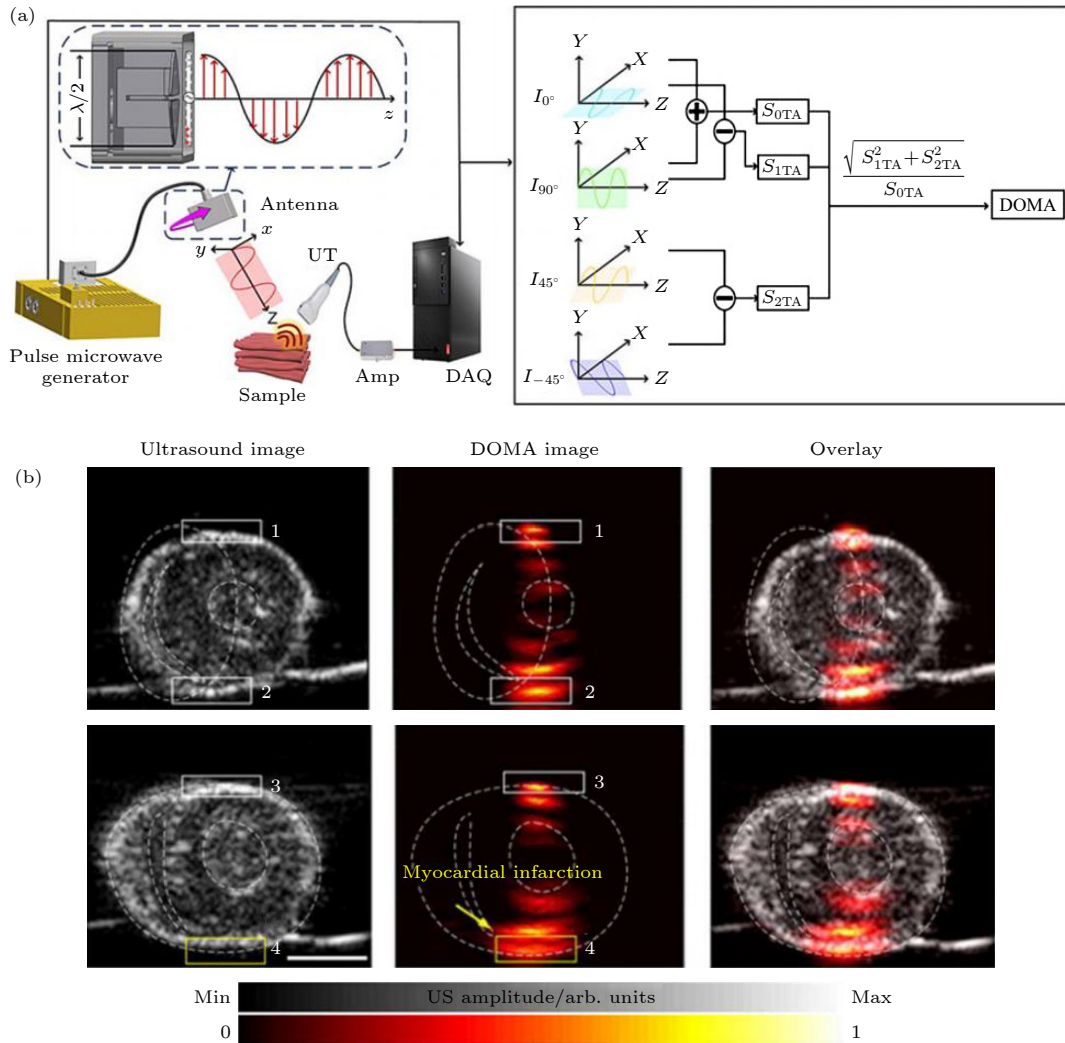 (a)
λ/2
z
Antenna
x
y
UT
Z
Pulse microwave
generator
Sample
Amp
DAQ
Y
X
I0°
Z
Y
X
I90°
Z
Y
X
I45°
Z
Y
X
I−45°
Z
+
−
−
S0TA
S1TA
S2TA
√(S²1TA+S²2TA)
S0TA
DOMA
(b)
Ultrasound image
DOMA image
Overlay
1
1
2
2
3
3
Myocardial infarction
4
4
Min
US amplitude/arb. units
Max
0
1